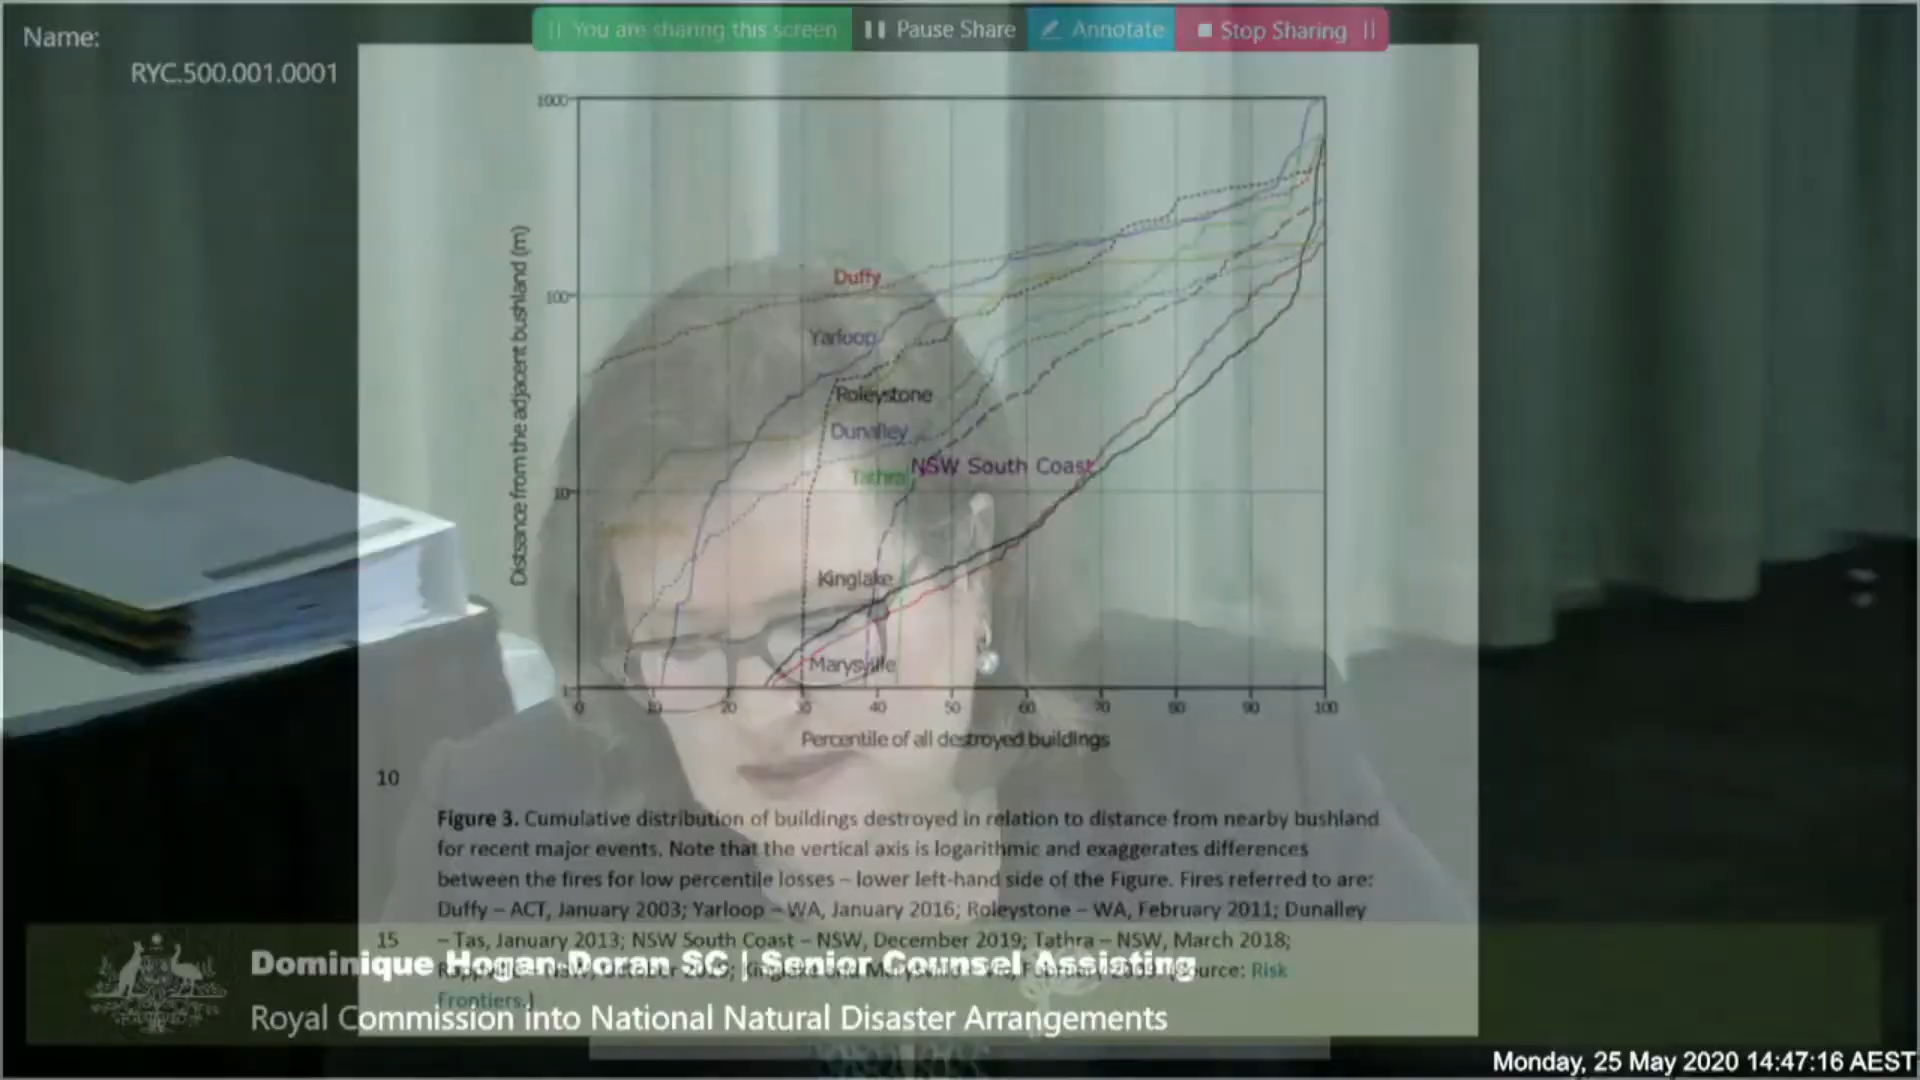 Name:
RYC.500.001.0001
You are sharing this screen
Pause Share
Annotate
Stop Sharing
1000
100
10
1
Distsance from the adjacent bushland (m)
Duffy
Yarloop
Roleystone
Dunalley
NSW South Coast
Tathra
Kinglake
Marysville
0 10 20 30 40 50 60 70 80 90 100
Percentile of all destroyed buildings
10
Figure 3. Cumulative distribution of buildings destroyed in relation to distance from nearby bushland
for recent major events. Note that the vertical axis is logarithmic and exaggerates differences
between the fires for low percentile losses – lower left-hand side of the Figure. Fires referred to are:
Duffy – ACT, January 2003; Yarloop – WA, January 2016; Roleystone – WA, February 2011; Dunalley
15 – Tas, January 2013; NSW South Coast – NSW, December 2019; Tathra – NSW, March 2018;
Source: Risk
Frontiers.)
Dominique Hogan-Doran SC | Senior Counsel Assisting
Royal Commission into National Natural Disaster Arrangements
Monday, 25 May 2020 14:47:16 AEST